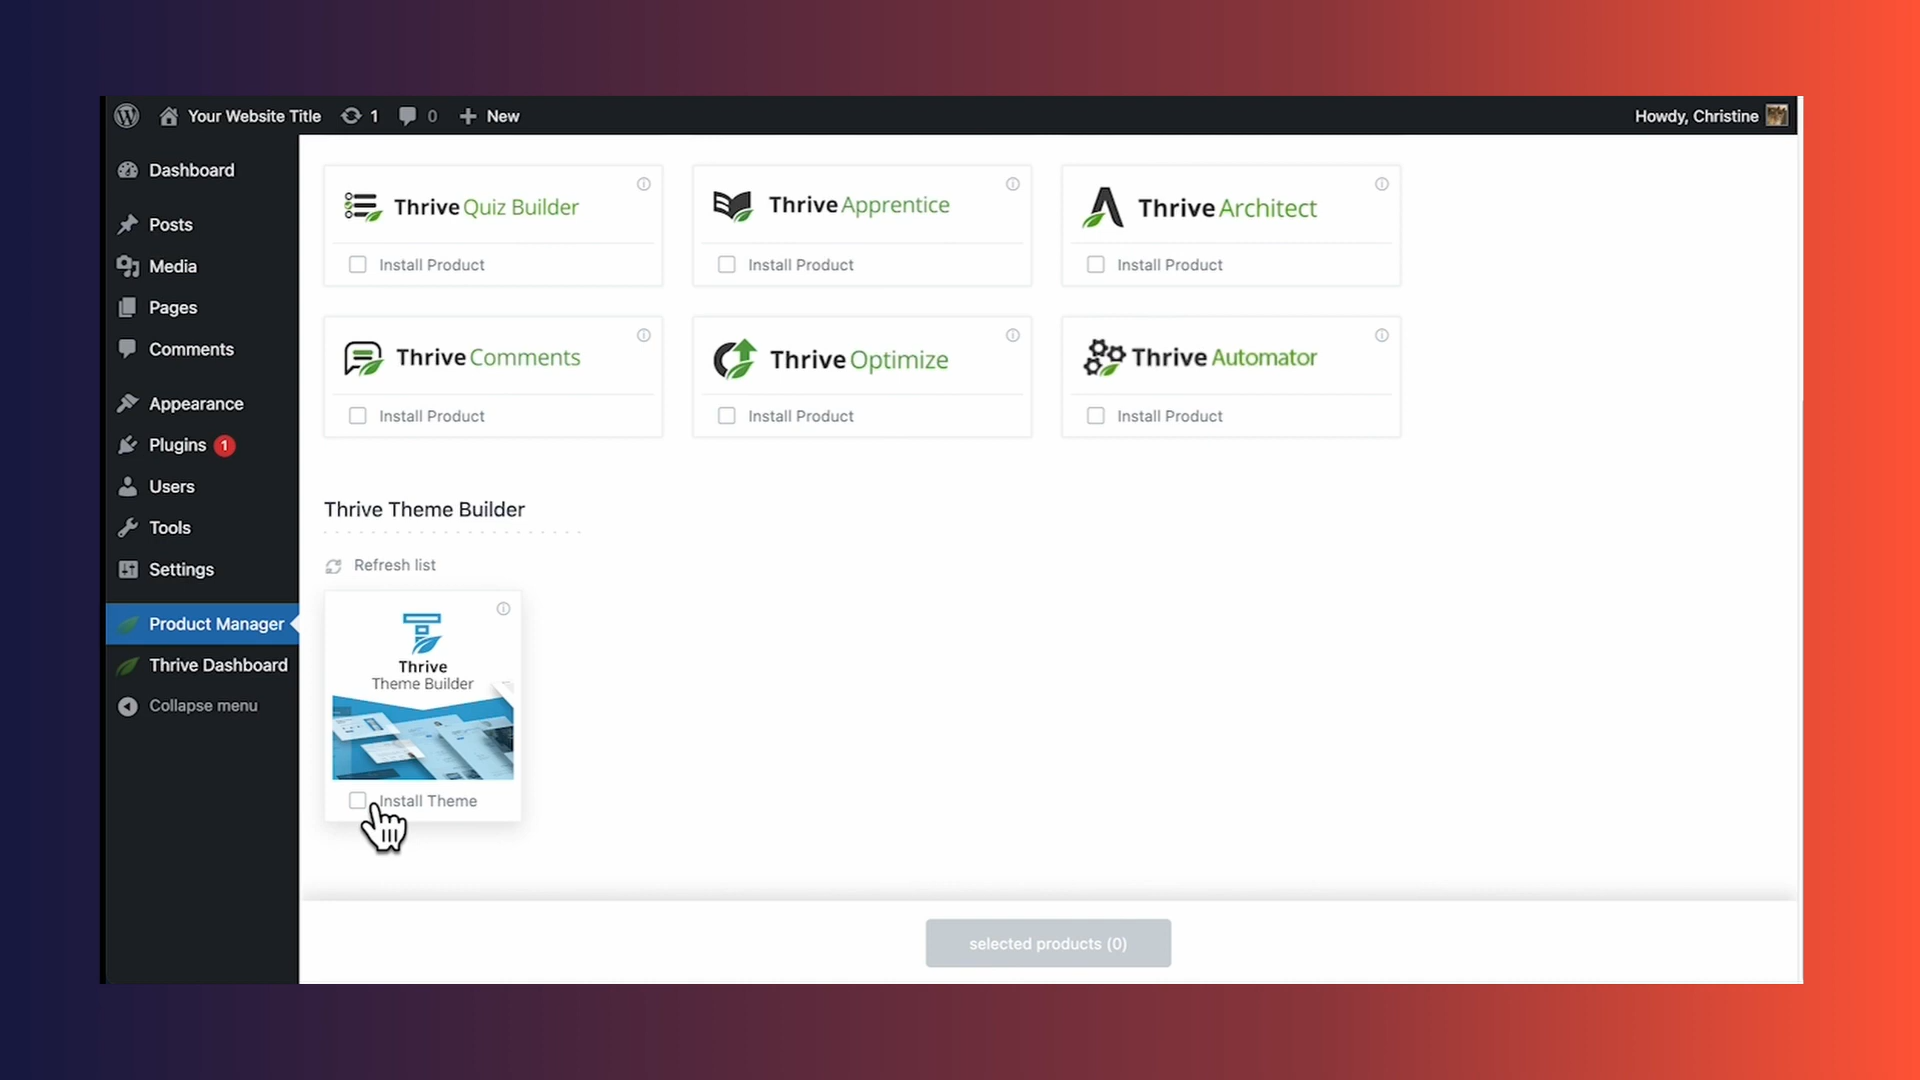 Your Website Title 1 0 New
Howdy, Christine
Dashboard
Posts
Media
Pages
Comments
Appearance
Plugins 1
Users
Tools
Settings
Product Manager
Thrive Dashboard
Collapse menu
Thrive Quiz Builder
Install Product
Thrive Apprentice
Install Product
Thrive Architect
Install Product
Thrive Comments
Install Product
Thrive Optimize
Install Product
Thrive Automator
Install Product
Thrive Theme Builder
Refresh list
Thrive
Theme Builder
Install Theme
selected products (0)